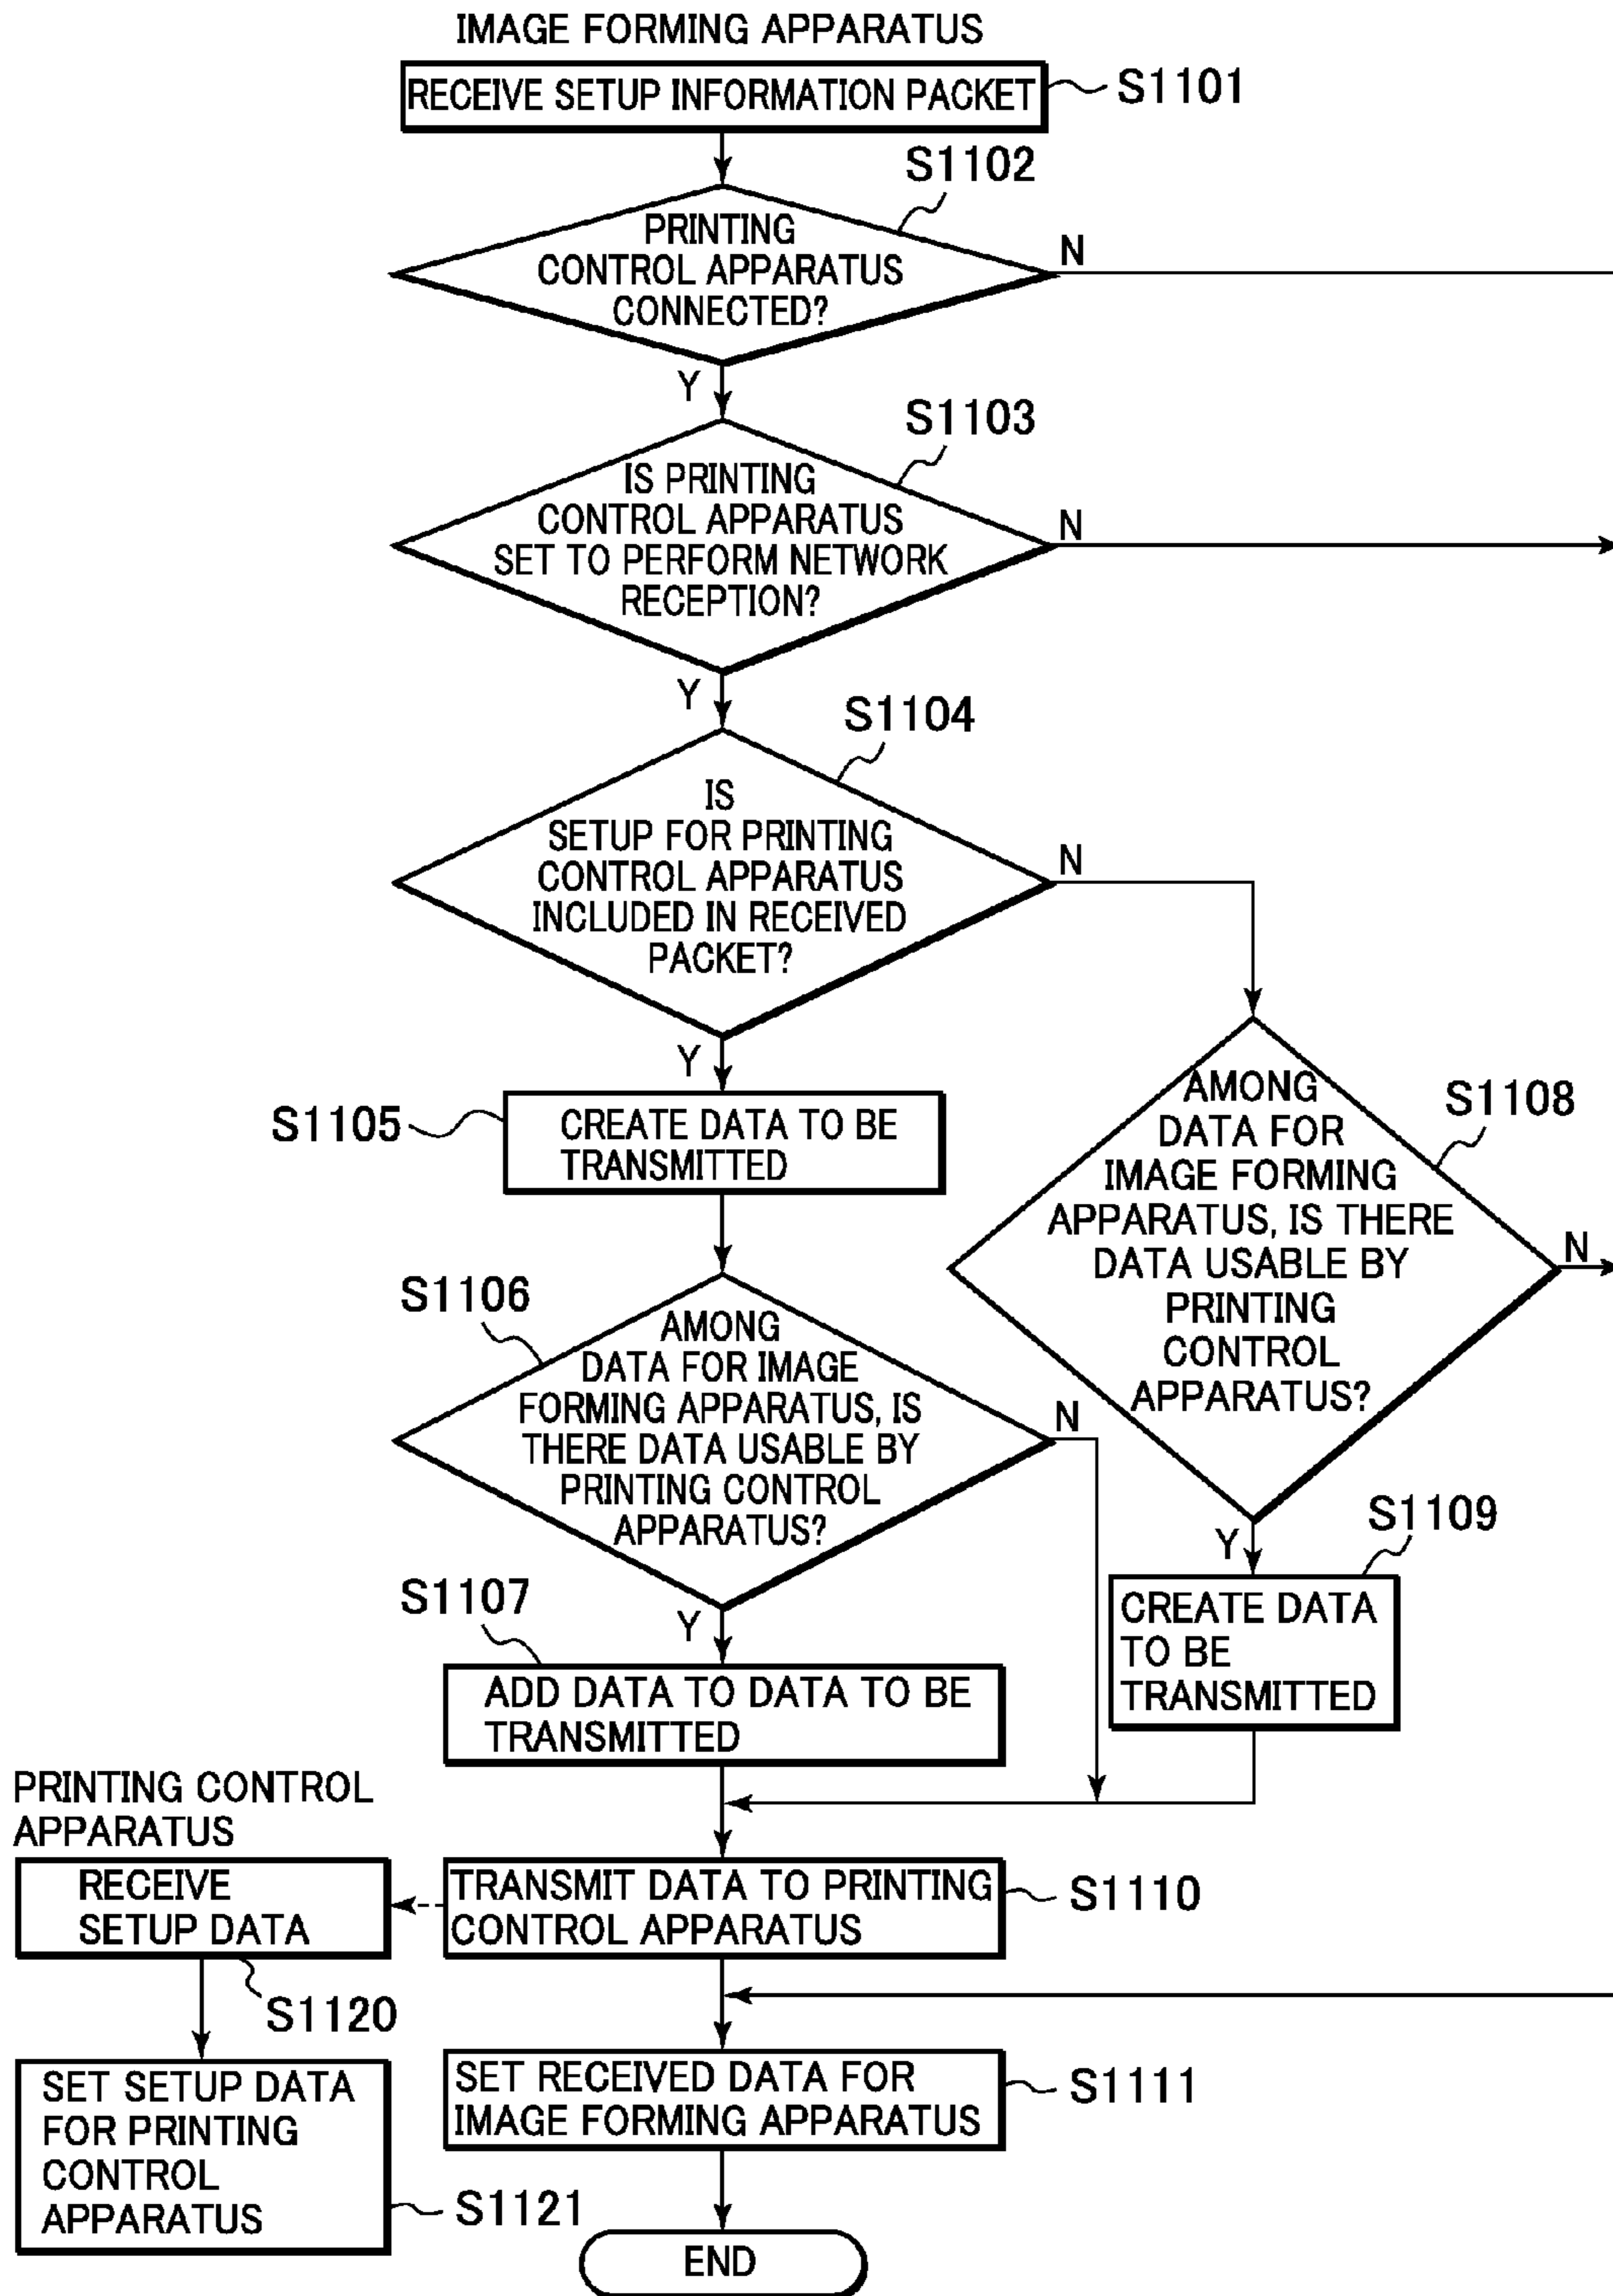 IMAGE FORMING APPARATUS
RECEIVE SETUP INFORMATION PACKET
S1101
S1102
PRINTING
CONTROL APPARATUS
CONNECTED?
N
Y
S1103
IS PRINTING
CONTROL APPARATUS
SET TO PERFORM NETWORK
RECEPTION?
N
Y
S1104
IS
SETUP FOR PRINTING
CONTROL APPARATUS
INCLUDED IN RECEIVED
PACKET?
N
Y
S1105
CREATE DATA TO BE
TRANSMITTED
S1108
AMONG
DATA FOR
IMAGE FORMING
APPARATUS, IS THERE
DATA USABLE BY
PRINTING
CONTROL
APPARATUS?
N
Y
S1106
AMONG
DATA FOR IMAGE
FORMING APPARATUS, IS
THERE DATA USABLE BY
PRINTING CONTROL
APPARATUS?
N
Y
S1109
CREATE DATA
TO BE
TRANSMITTED
S1107
ADD DATA TO DATA TO BE
TRANSMITTED
PRINTING CONTROL
APPARATUS
RECEIVE
SETUP DATA
S1120
TRANSMIT DATA TO PRINTING
CONTROL APPARATUS
S1110
SET SETUP DATA
FOR PRINTING
CONTROL
APPARATUS
S1121
SET RECEIVED DATA FOR
IMAGE FORMING APPARATUS
S1111
END